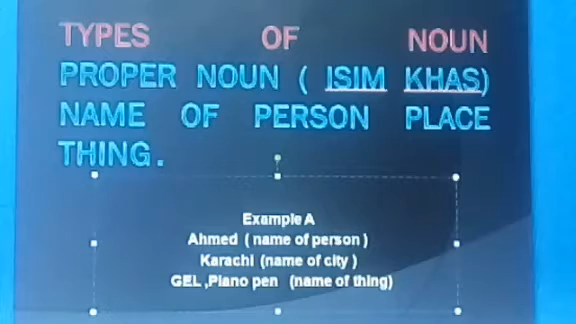 TYPES OF NOUN
PROPER NOUN ( ISIM KHAS)
NAME OF PERSON PLACE
THING.
Example A
Ahmed ( name of person )
Karachi (name of city )
GEL ,Piano pen (name of thing)